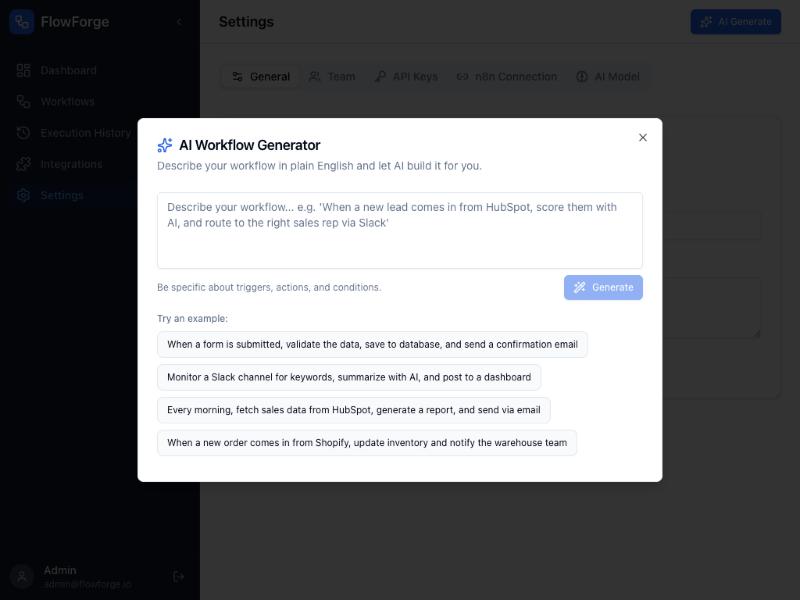 FlowForge
Settings
AI Generate
Dashboard
Workflows
Execution History
Integrations
Settings
General
Team
API Keys
n8n Connection
AI Model
AI Workflow Generator
Describe your workflow in plain English and let AI build it for you.
Describe your workflow... e.g. 'When a new lead comes in from HubSpot, score them with
AI, and route to the right sales rep via Slack'
Be specific about triggers, actions, and conditions.
Generate
Try an example:
When a form is submitted, validate the data, save to database, and send a confirmation email
Monitor a Slack channel for keywords, summarize with AI, and post to a dashboard
Every morning, fetch sales data from HubSpot, generate a report, and send via email
When a new order comes in from Shopify, update inventory and notify the warehouse team
Admin
admin@flowforge.io